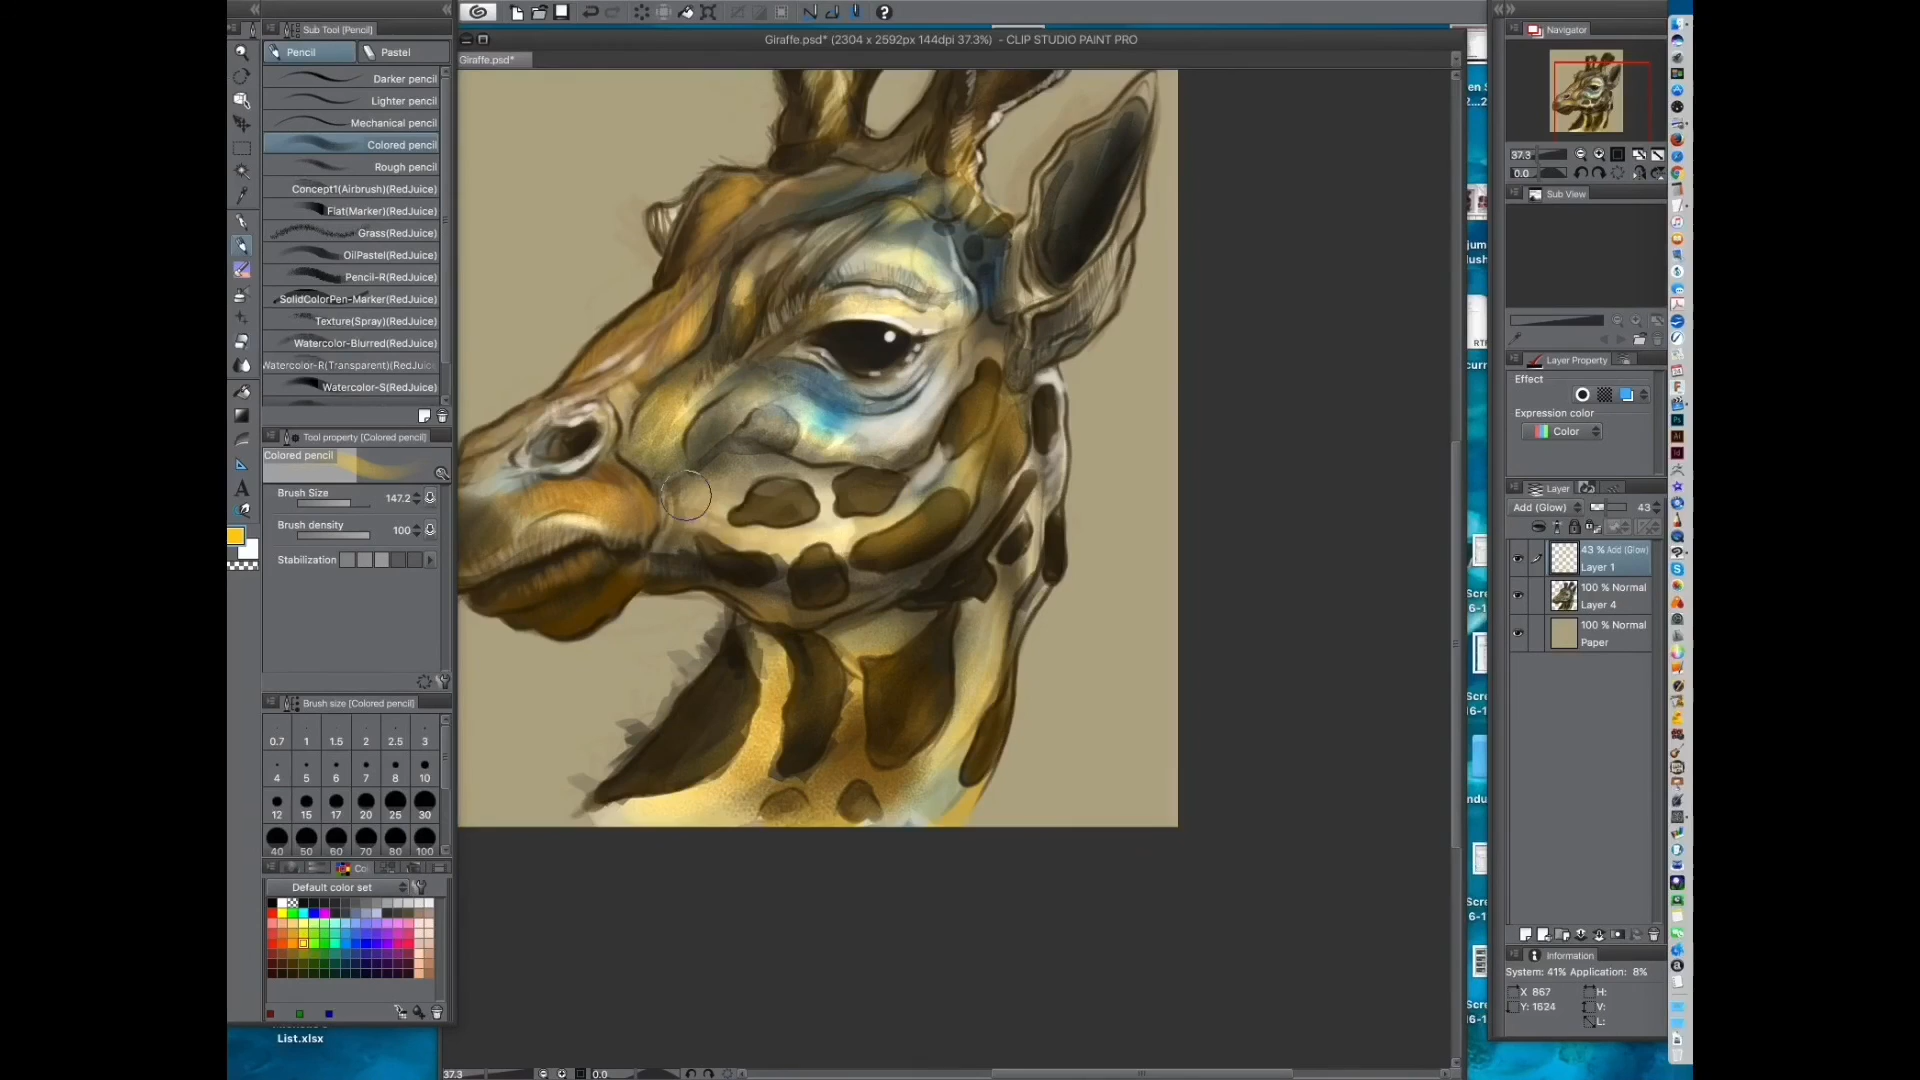 Sub Tool [Pencil]
Pencil
Pastel
Darker pencil
Lighter pencil
Mechanical pencil
Colored pencil
Rough pencil
Concept1(Airbrush)(RedJuice)
Flat(Marker)(RedJuice)
Grass(RedJuice)
OilPastel(RedJuice)
Pencil-R(RedJuice)
SolidColorPen-Marker(RedJuice)
Texture(Spray)(RedJuice)
Watercolor-Blurred(RedJuice)
Watercolor-R(Transparent)(RedJuic
Watercolor-S(RedJuice)
Tool property [Colored pencil]
Colored pencil
Brush Size
147.2
Brush density
100
Stabilization
Brush size [Colored pencil]
0.7 1 1.5 2 2.5 3
4 5 6 7 8 10
12 15 17 20 25 30
40 50 60 70 80 100
Co
Default color set
List.xlsx
Giraffe.psd* (2304 x 2592px 144dpi 37.3%) - CLIP STUDIO PAINT PRO
Giraffe.psd*
37.3
0.0
Navigator
37.3
0.0
Sub View
Layer Property
Effect
Expression color
Color
Layer
Add (Glow)
43
43 % Add (Glow)
Layer 1
100 % Normal
Layer 4
100 % Normal
Paper
Information
System: 41% Application: 8%
X 867
H:
Y: 1624
V:
L: